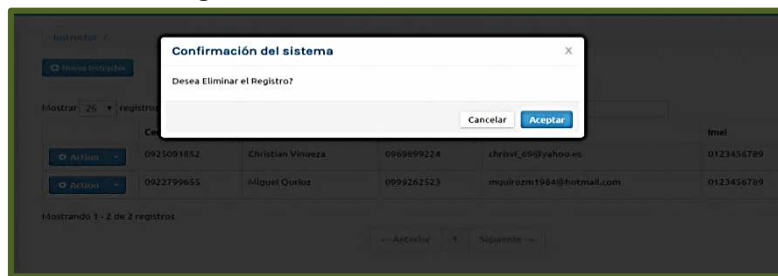 Instructor /
Confirmación del sistema X
Desea Eliminar el Registro?
Cancelar Aceptar
Nuevo Instructor
Mostrar 26 registros
Imei
Action 0925091852 Christian Vinueza 0969899224 chrisvi_69@yahoo.es 0123456789
Action 0922799655 Miguel Quiroz 0999262523 mquirozm1984@hotmail.com 0123456789
Mostrando 1 - 2 de 2 registros
← Anterior 1 Siguiente →